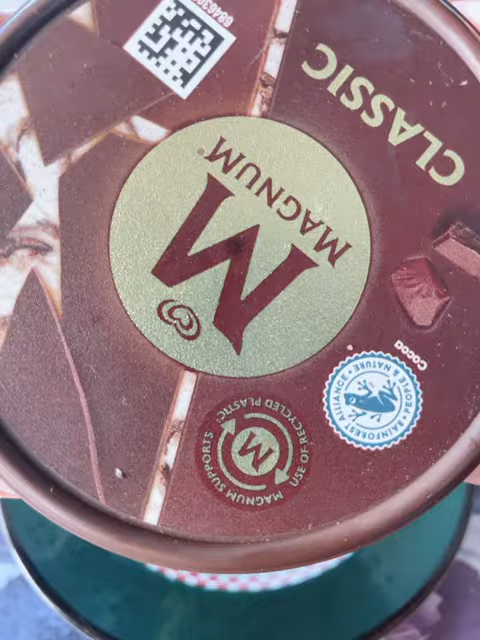 CLASSIC
MAGNUM®
M
Cocoa
RAINFOREST ALLIANCE • PEOPLE & NATURE •
MAGNUM SUPPORTS USE OF RECYCLED PLASTIC
M